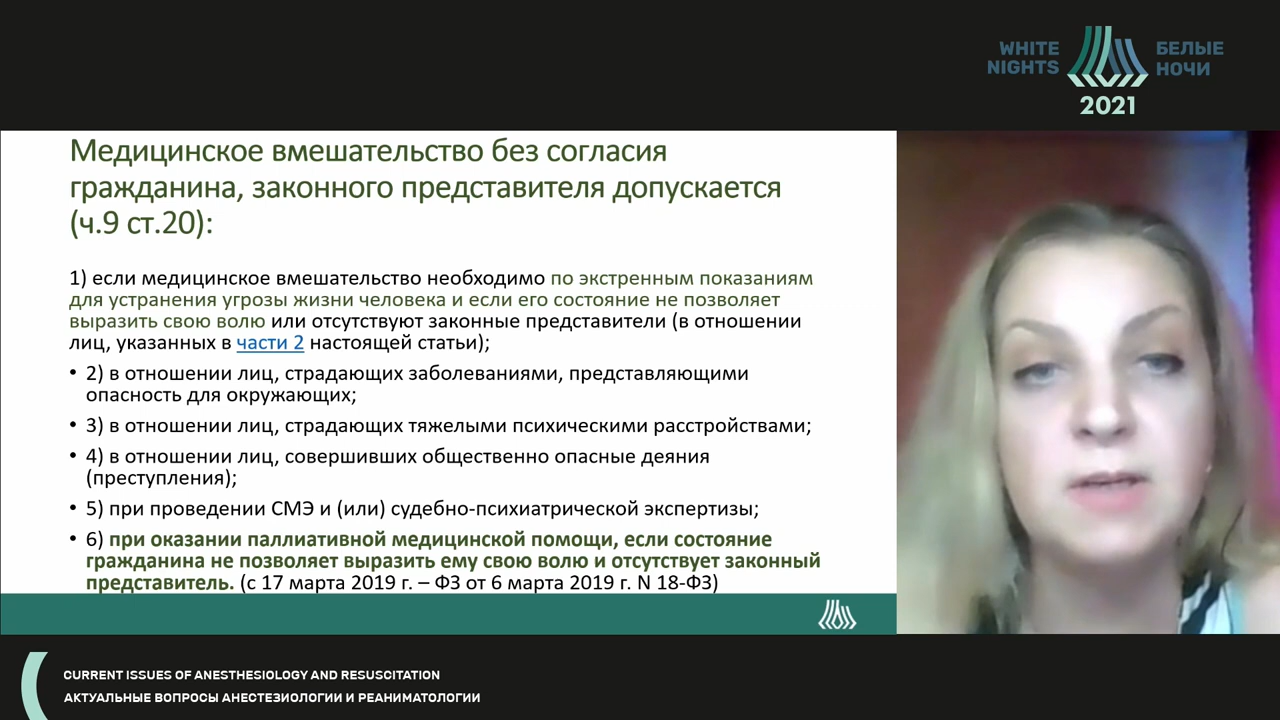 WHITE
NIGHTS
БЕЛЫЕ
НОЧИ
2021
Медицинское вмешательство без согласия
гражданина, законного представителя допускается
(ч.9 ст.20):
1) если медицинское вмешательство необходимо по экстренным показаниям
для устранения угрозы жизни человека и если его состояние не позволяет
выразить свою волю или отсутствуют законные представители (в отношении
лиц, указанных в части 2 настоящей статьи);
• 2) в отношении лиц, страдающих заболеваниями, представляющими
опасность для окружающих;
• 3) в отношении лиц, страдающих тяжелыми психическими расстройствами;
• 4) в отношении лиц, совершивших общественно опасные деяния
(преступления);
• 5) при проведении СМЭ и (или) судебно-психиатрической экспертизы;
• 6) при оказании паллиативной медицинской помощи, если состояние
гражданина не позволяет выразить ему свою волю и отсутствует законный
представитель. (с 17 марта 2019 г. – ФЗ от 6 марта 2019 г. N 18-ФЗ)
CURRENT ISSUES OF ANESTHESIOLOGY AND RESUSCITATION
АКТУАЛЬНЫЕ ВОПРОСЫ АНЕСТЕЗИОЛОГИИ И РЕАНИМАТОЛОГИИ